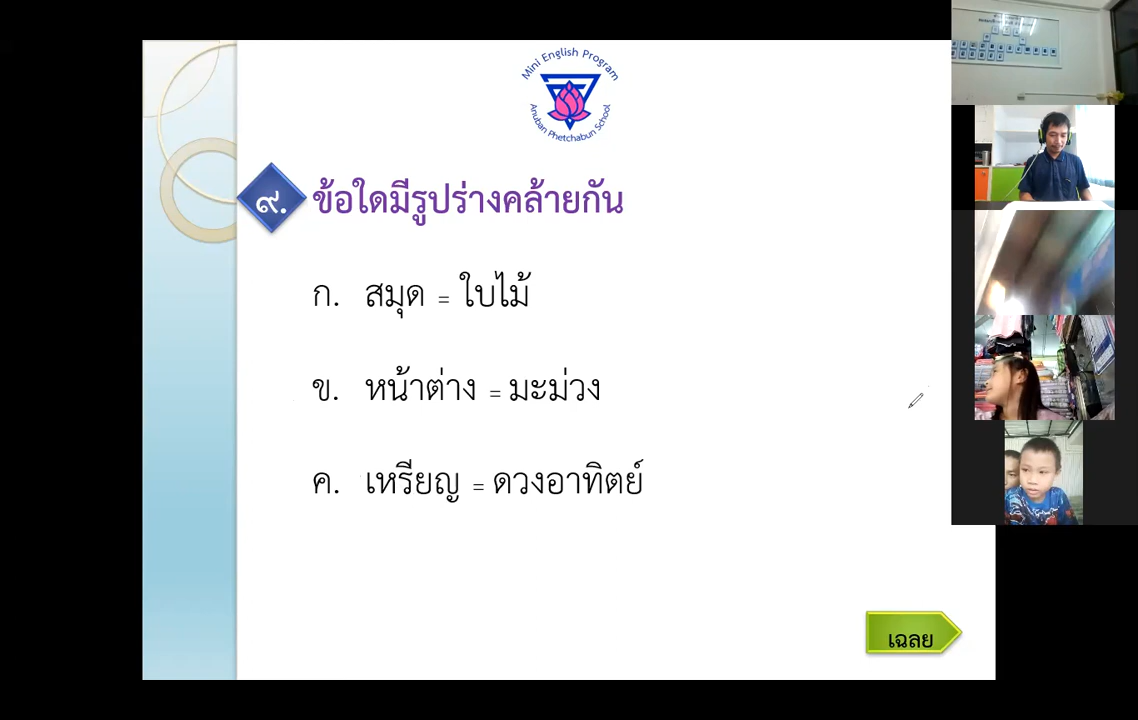 Mini English Program
Anuban Phetchabun School
๙. ข้อใดมีรูปร่างคล้ายกัน
ก. สมุด = ใบไม้
ข. หน้าต่าง = มะม่วง
ค. เหรียญ = ดวงอาทิตย์
เฉลย